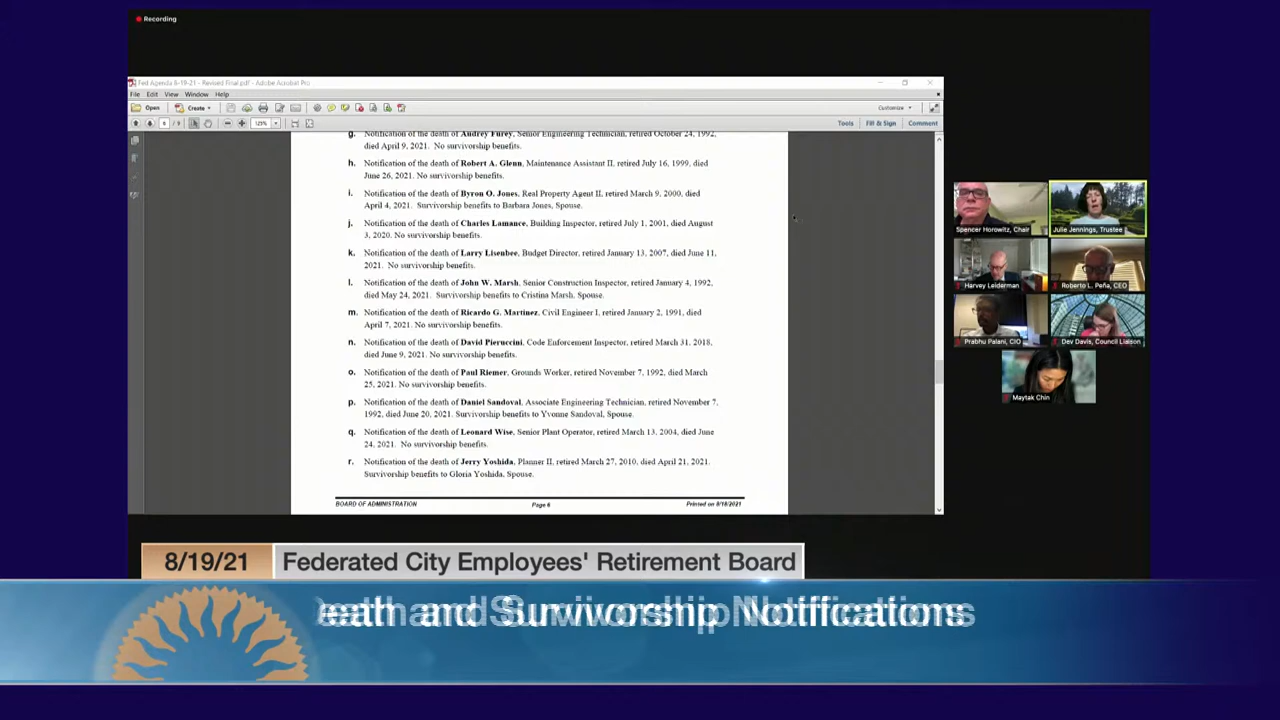 Recording
Fed Agenda 8-19-21 - Revised Final.pdf - Adobe Acrobat Pro
File Edit View Window Help
Open Create Customize
8 / 9 125% Tools Fill & Sign Comment
g. Notification of the death of Audrey Furey, Senior Engineering Technician, retired October 24, 1992,
died April 9, 2021. No survivorship benefits.
h. Notification of the death of Robert A. Glenn, Maintenance Assistant II, retired July 16, 1999, died
June 26, 2021. No survivorship benefits.
i. Notification of the death of Byron O. Jones, Real Property Agent II, retired March 9, 2000, died
April 4, 2021. Survivorship benefits to Barbara Jones, Spouse.
j. Notification of the death of Charles Lamance, Building Inspector, retired July 1, 2001, died August
3, 2020. No survivorship benefits.
k. Notification of the death of Larry Lisenbee, Budget Director, retired January 13, 2007, died June 11,
2021. No survivorship benefits.
l. Notification of the death of John W. Marsh, Senior Construction Inspector, retired January 4, 1992,
died May 24, 2021. Survivorship benefits to Cristina Marsh, Spouse.
m. Notification of the death of Ricardo G. Martinez, Civil Engineer I, retired January 2, 1991, died
April 7, 2021. No survivorship benefits.
n. Notification of the death of David Pieruccini, Code Enforcement Inspector, retired March 31, 2018,
died June 9, 2021. No survivorship benefits.
o. Notification of the death of Paul Riemer, Grounds Worker, retired November 7, 1992, died March
25, 2021. No survivorship benefits.
p. Notification of the death of Daniel Sandoval, Associate Engineering Technician, retired November 7,
1992, died June 20, 2021. Survivorship benefits to Yvonne Sandoval, Spouse.
q. Notification of the death of Leonard Wise, Senior Plant Operator, retired March 13, 2004, died June
24, 2021. No survivorship benefits.
r. Notification of the death of Jerry Yoshida, Planner II, retired March 27, 2010, died April 21, 2021.
Survivorship benefits to Gloria Yoshida, Spouse.
BOARD OF ADMINISTRATION Page 8 Printed on 8/18/2021
Spencer Horowitz, Chair Julie Jennings, Trustee
Harvey Leiderman Roberto L. Peña, CEO
Prabhu Palani, CIO Dev Davis, Council Liaison
Maytak Chin
8/19/21 Federated City Employees' Retirement Board
and Survivorship Notifications